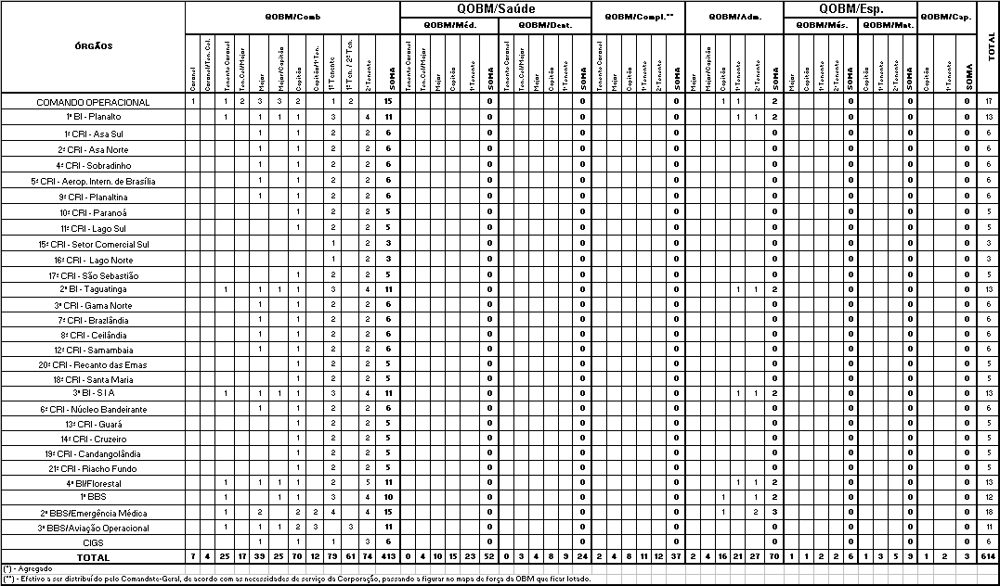 ÓRGÃOS QOBM/Comb QOBM/Saúde QOBM/Compl.** QOBM/Adm. QOBM/Esp. QOBM/Cap. TOTAL
QOBM/Méd. QOBM/Dent. QOBM/Mús. QOBM/Mnt.
Coronel Coronel/Ten.Cel. Tenente Coronel Ten.Cel/Major Major Major/Capitão Capitão Capitão/1º Ten. 1º Tenente 1º Ten. / 2º Ten. 2º Tenente SOMA Tenente Coronel Ten.Cel/Major Major Capitão 1º Tenente SOMA Tenente Coronel Major Capitão 1º Tenente SOMA Tenente Coronel Major Capitão 1º Tenente 2º Tenente SOMA Major Major/Capitão Capitão 1º Tenente 2º Tenente SOMA Major Capitão 1º Tenente 2º Tenente SOMA Capitão 1º Tenente 2º Tenente SOMA Capitão 1º Tenente SOMA
COMANDO OPERACIONAL 1 1 2 3 3 2 1 2 15 0 0 0 1 1 2 0 0 0 17
1º BI - Planalto 1 1 1 1 3 4 11 0 0 0 1 1 2 0 0 0 13
1ª CRI - Asa Sul 1 1 2 2 6 0 0 0 0 0 0 0 6
2ª CRI - Asa Norte 1 1 2 2 6 0 0 0 0 0 0 0 6
4ª CRI - Sobradinho 1 1 2 2 6 0 0 0 0 0 0 0 6
5ª CRI - Aerop. Intern. de Brasília 1 1 2 2 6 0 0 0 0 0 0 0 6
9ª CRI - Planaltina 1 1 2 2 6 0 0 0 0 0 0 0 6
10ª CRI - Paranoá 1 2 2 5 0 0 0 0 0 0 0 5
11ª CRI - Lago Sul 1 2 2 5 0 0 0 0 0 0 0 5
15ª CRI - Setor Comercial Sul 1 2 3 0 0 0 0 0 0 0 3
16ª CRI - Lago Norte 1 2 3 0 0 0 0 0 0 0 3
17ª CRI - São Sebastião 1 2 2 5 0 0 0 0 0 0 0 5
2º BI - Taguatinga 1 1 1 1 3 4 11 0 0 0 1 1 2 0 0 0 13
3ª CRI - Gama Norte 1 1 2 2 6 0 0 0 0 0 0 0 6
7ª CRI - Brazlândia 1 1 2 2 6 0 0 0 0 0 0 0 6
8ª CRI - Ceilândia 1 1 2 2 6 0 0 0 0 0 0 0 6
12ª CRI - Samambaia 1 1 2 2 6 0 0 0 0 0 0 0 6
20ª CRI - Recanto das Emas 1 2 2 5 0 0 0 0 0 0 0 5
18ª CRI - Santa Maria 1 2 2 5 0 0 0 0 0 0 0 5
3º BI - S I A 1 1 1 1 3 4 11 0 0 0 1 1 2 0 0 0 13
6ª CRI - Núcleo Bandeirante 1 1 2 2 6 0 0 0 0 0 0 0 6
13ª CRI - Guará 1 2 2 5 0 0 0 0 0 0 0 5
14ª CRI - Cruzeiro 1 2 2 5 0 0 0 0 0 0 0 5
19ª CRI - Candangolândia 1 2 2 5 0 0 0 0 0 0 0 5
21ª CRI - Riacho Fundo 1 2 2 5 0 0 0 0 0 0 0 5
4º BI/Florestal 1 1 1 1 2 5 11 0 0 0 1 1 2 0 0 0 13
1º BBS 1 1 1 3 4 10 0 0 0 1 1 2 0 0 0 12
2º BBS/Emergência Médica 1 2 2 2 4 4 15 0 0 0 1 2 3 0 0 0 18
3º BBS/Aviação Operacional 1 1 1 2 3 3 11 0 0 0 0 0 0 0 11
CIGS 1 1 1 3 6 0 0 0 0 0 0 0 6
TOTAL 7 4 25 17 39 25 70 12 79 61 74 413 0 4 10 15 23 52 0 3 4 8 9 24 2 4 8 11 12 37 2 4 16 21 27 70 1 1 2 2 6 1 3 5 9 1 2 3 614
(*) - Agregado
(**) - Efetivo a ser distribuído pelo Comandnte-Geral, de acordo com as necessidades de serviço da Corporação, passando a figurar no mapa de força da OBM que ficar lotado.